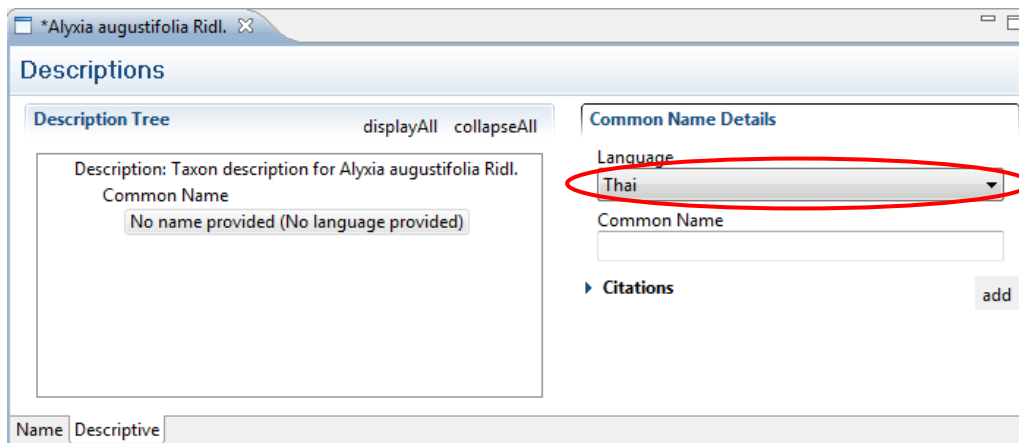 *Alyxia augustifolia Ridl.
Descriptions
Description Tree
displayAll collapseAll
Description: Taxon description for Alyxia augustifolia Ridl.
Common Name
No name provided (No language provided)
Common Name Details
Language
Thai
Common Name
Citations
add
Name Descriptive